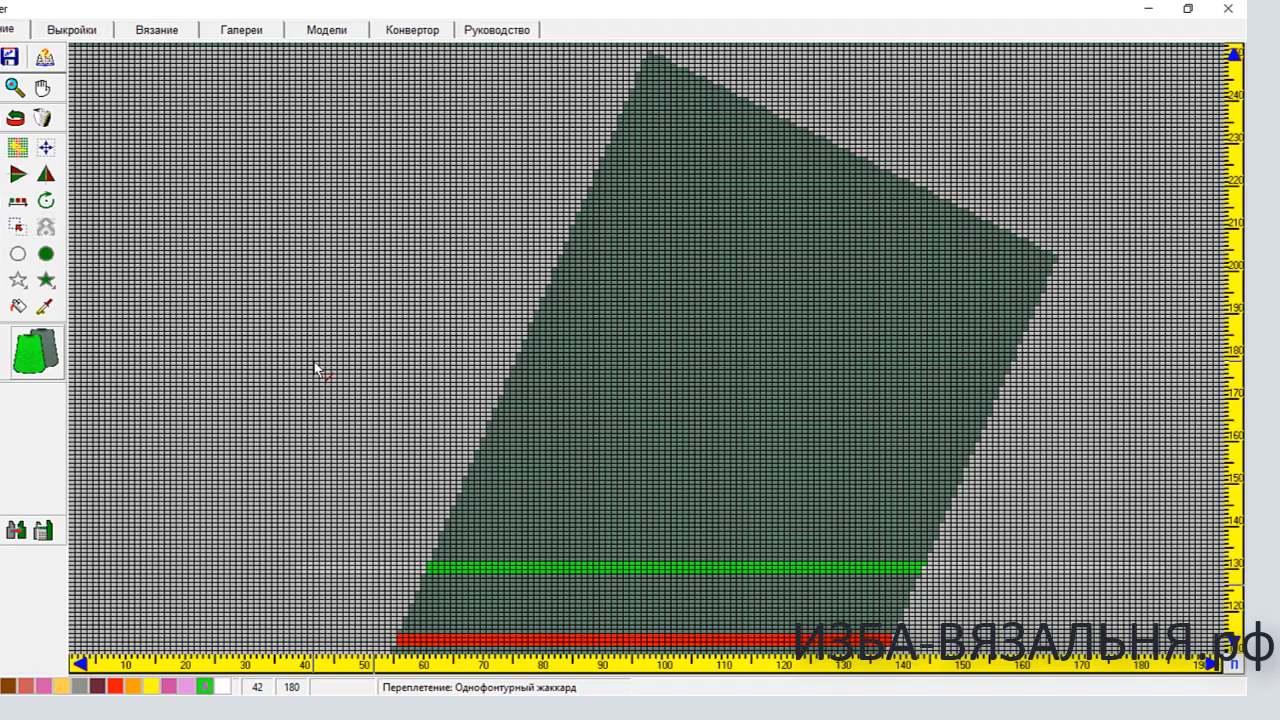 er
ние Выкройки Вязание Галереи Модели Конвертор Руководство
240
230
220
210
200
190
180
170
160
150
140
130
120
10 20 30 40 50 60 70 80 90 100 110 120 130 140 150 160 170 180 П
ИЗБА-ВЯЗАЛЬНЯ.рф
A 42 180 Переплетение: Однофонтурный жаккард